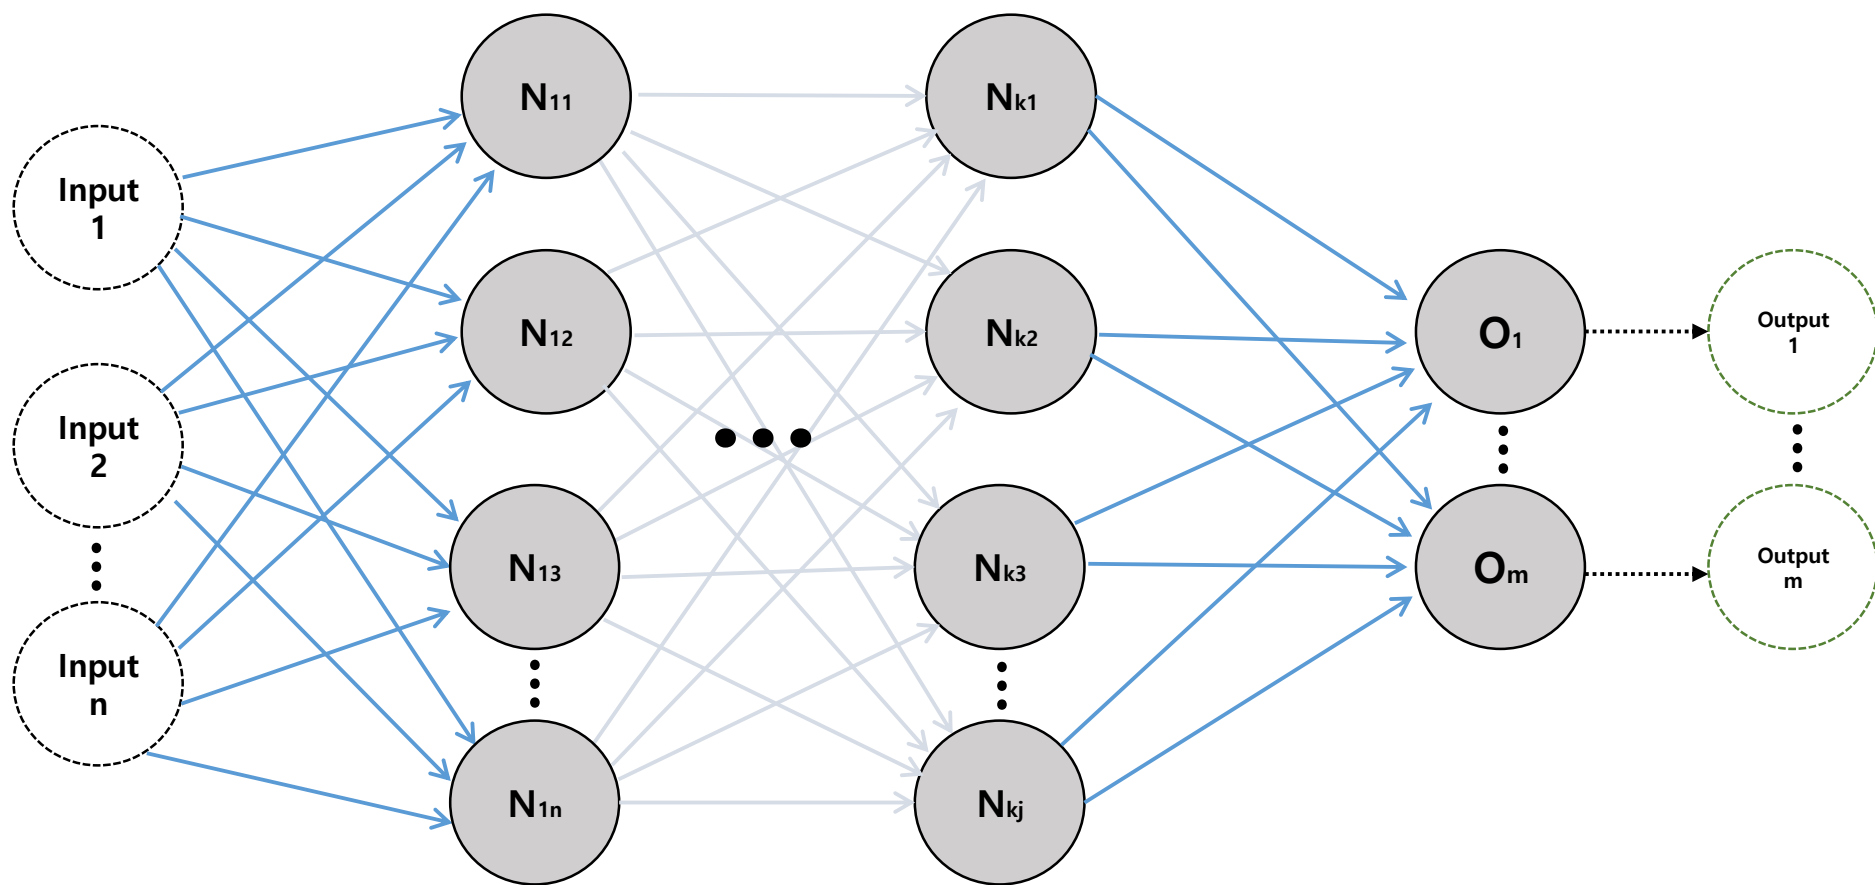 Input
1
Input
2
Input
n
N11
N12
N13
N1n
Nk1
Nk2
Nk3
Nkj
O1
Om
Output
1
Output
m